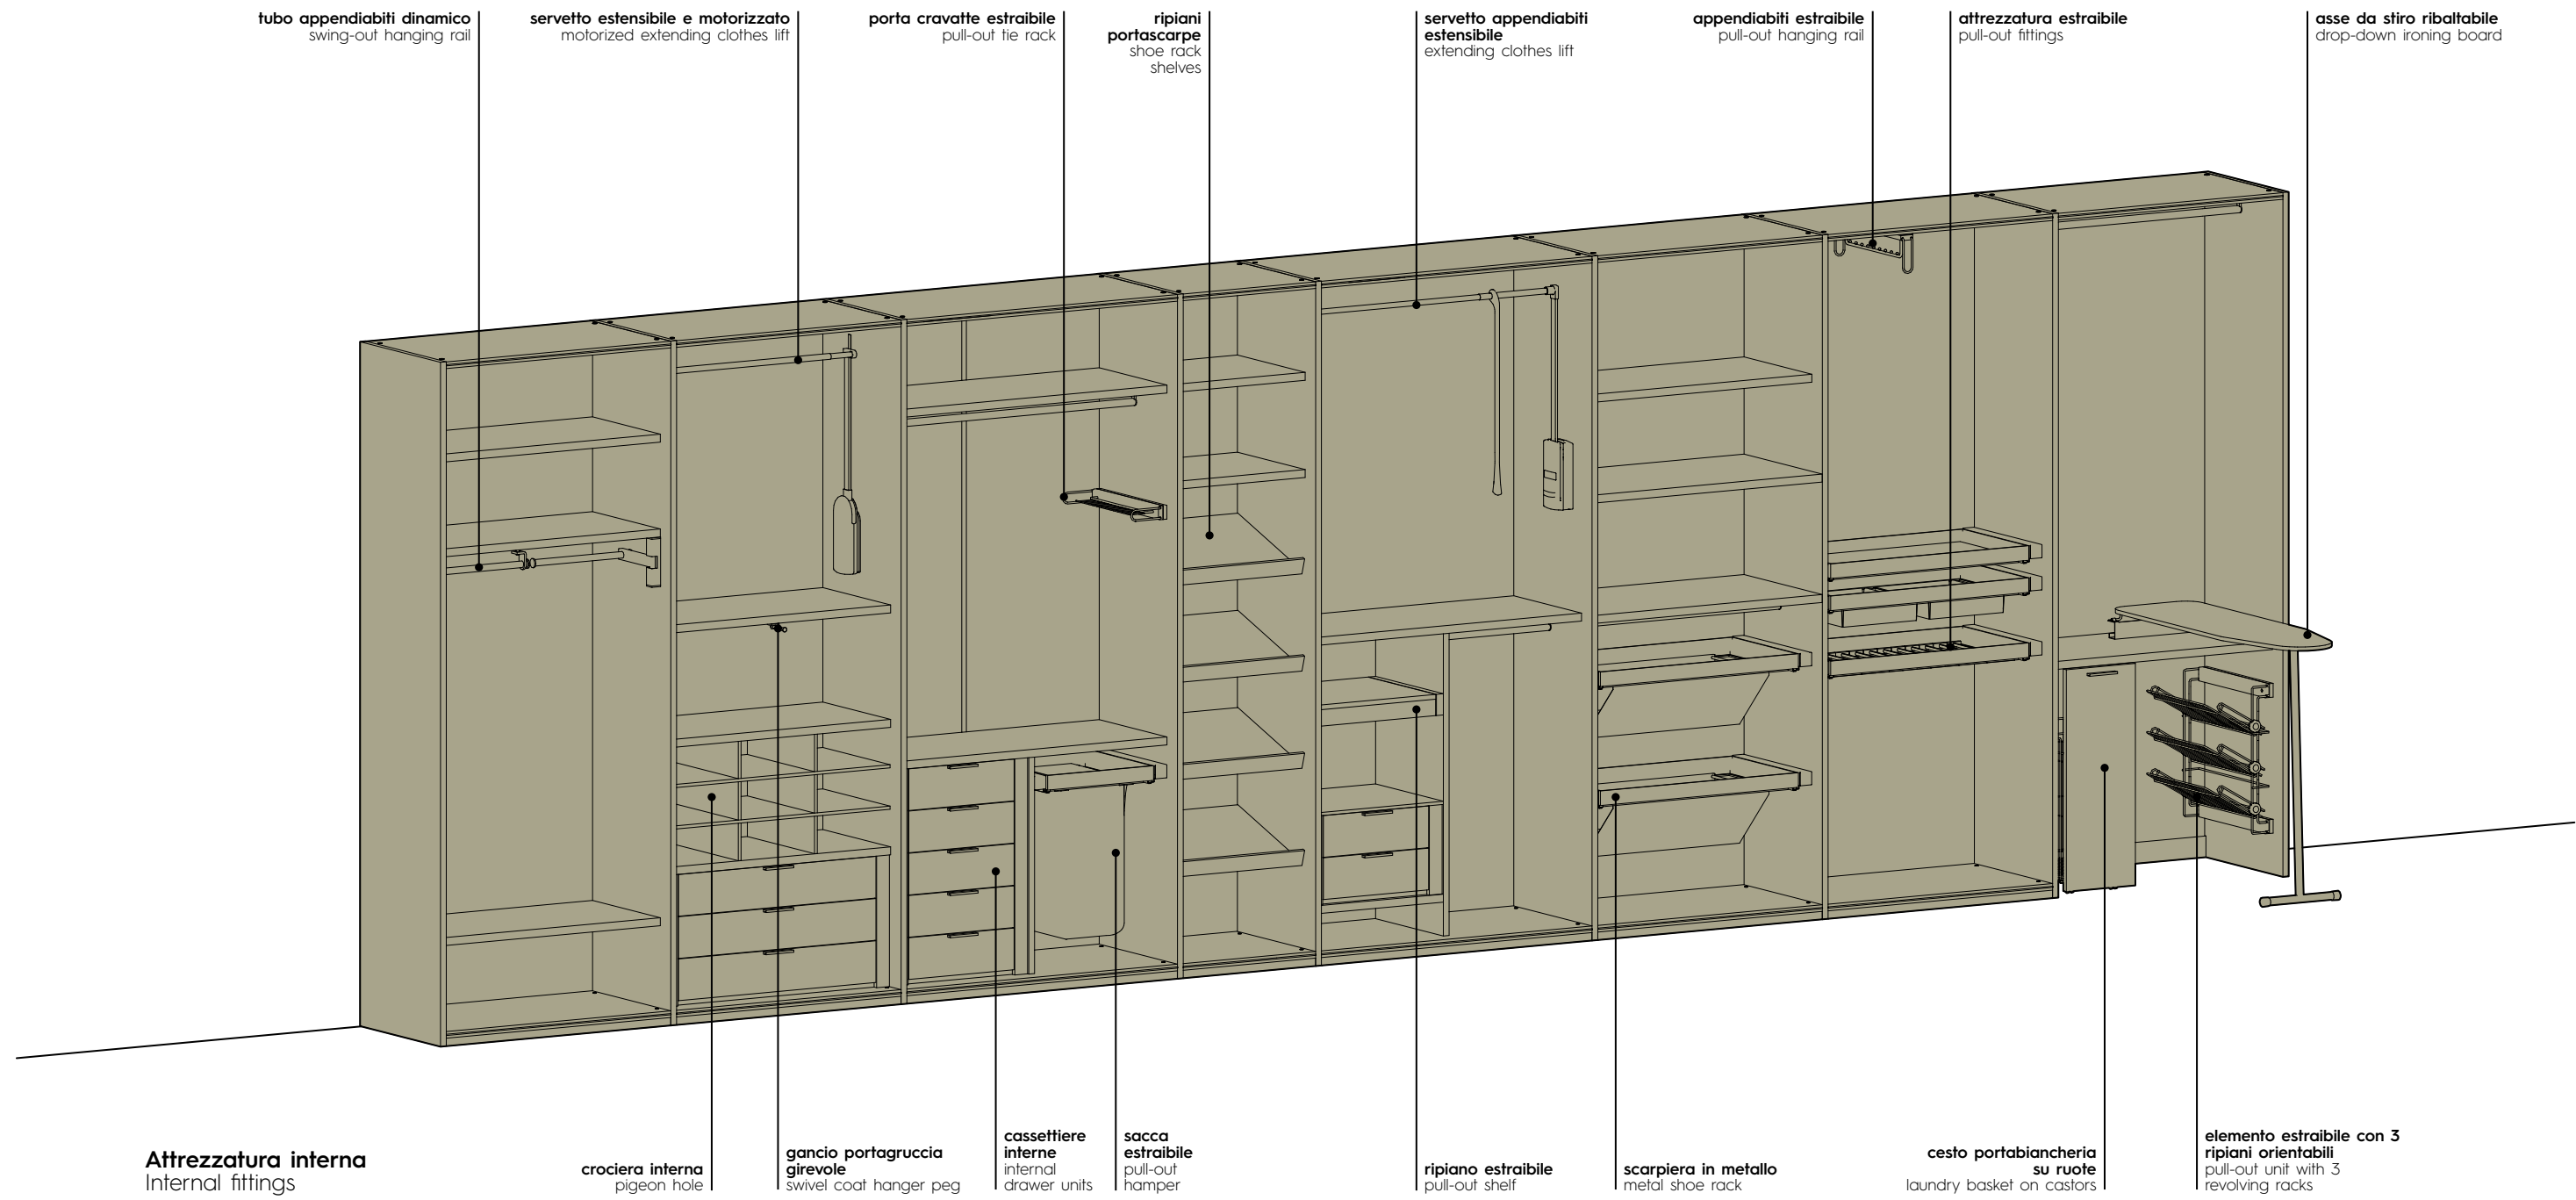 tubo appendiabiti dinamico
swing-out hanging rail
servetto estensibile e motorizzato
motorized extending clothes lift
porta cravatte estraibile
pull-out tie rack
ripiani
portascarpe
shoe rack
shelves
servetto appendiabiti
estensibile
extending clothes lift
appendiabiti estraibile
pull-out hanging rail
attrezzatura estraibile
pull-out fittings
asse da stiro ribaltabile
drop-down ironing board
Attrezzatura interna
Internal fittings
crociera interna
pigeon hole
gancio portagruccia
girevole
swivel coat hanger peg
cassettiere
interne
internal
drawer units
sacca
estraibile
pull-out
hamper
ripiano estraibile
pull-out shelf
scarpiera in metallo
metal shoe rack
cesto portabiancheria
su ruote
laundry basket on castors
elemento estraibile con 3
ripiani orientabili
pull-out unit with 3
revolving racks